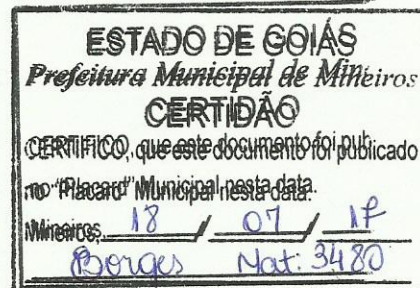 ESTADO DE GOIÁS
Prefeitura Municipal de Mineiros
CERTIDÃO
CERTIFICO, que este documento foi publicado
no "Placard" Municipal nesta data.
Mineiros, 18 / 07 / 17
Borges Mat: 3480